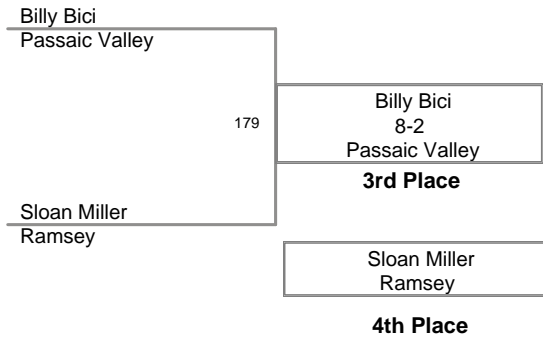 Billy Bici
Passaic Valley
179
Billy Bici
8-2
Passaic Valley
3rd Place
Sloan Miller
Ramsey
Sloan Miller
Ramsey
4th Place